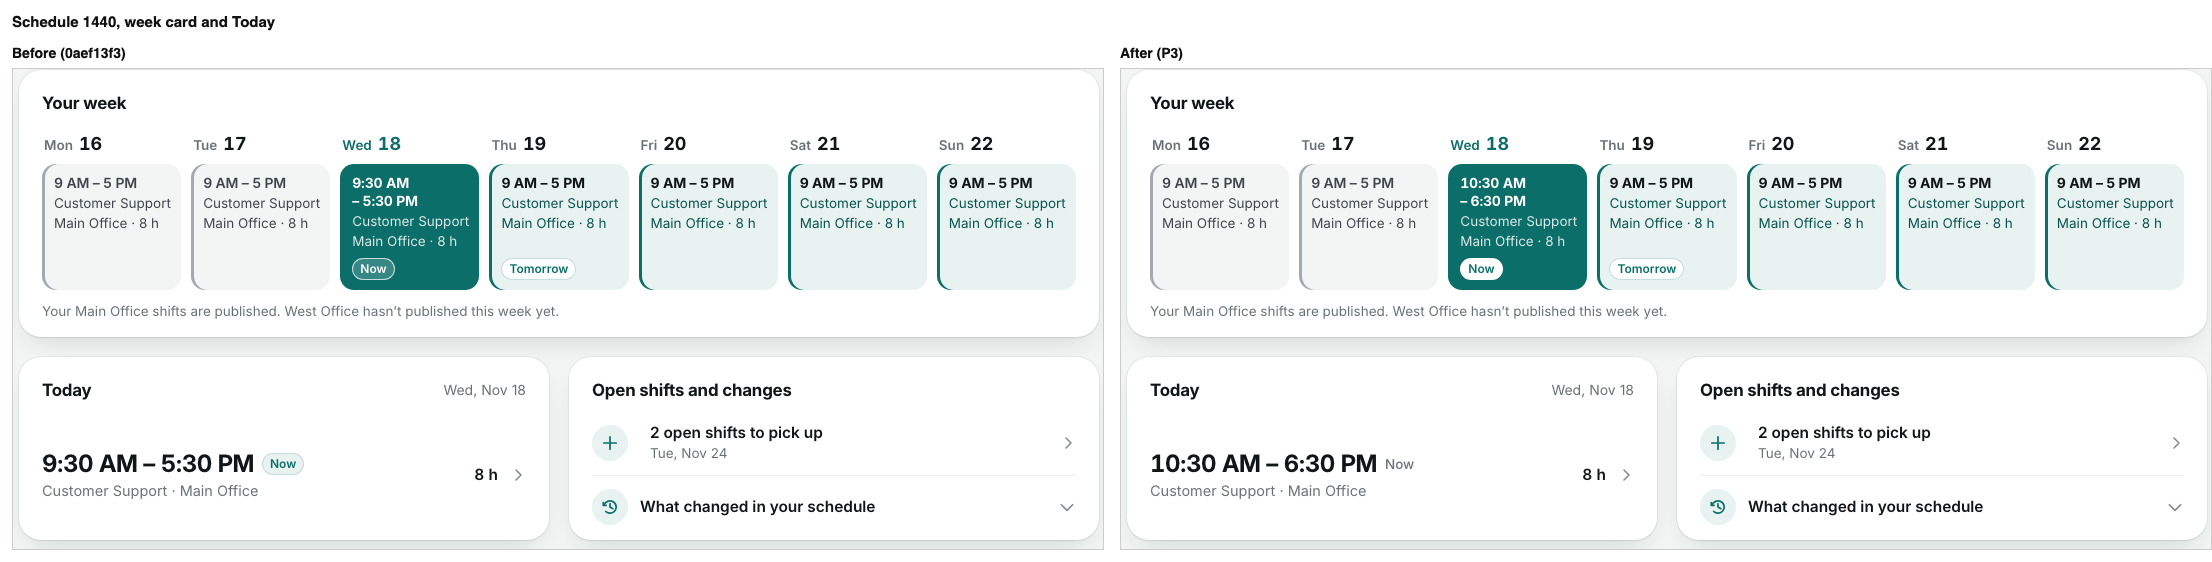 Schedule 1440, week card and Today
Before (0aef13f3)
Your week
Mon 16
Tue 17
Wed 18
Thu 19
Fri 20
Sat 21
Sun 22
9 AM – 5 PM
Customer Support
Main Office · 8 h
9 AM – 5 PM
Customer Support
Main Office · 8 h
9:30 AM
– 5:30 PM
Customer Support
Main Office · 8 h
Now
9 AM – 5 PM
Customer Support
Main Office · 8 h
Tomorrow
9 AM – 5 PM
Customer Support
Main Office · 8 h
9 AM – 5 PM
Customer Support
Main Office · 8 h
9 AM – 5 PM
Customer Support
Main Office · 8 h
Your Main Office shifts are published. West Office hasn’t published this week yet.
Today
Wed, Nov 18
9:30 AM – 5:30 PM Now
Customer Support · Main Office
8 h
Open shifts and changes
2 open shifts to pick up
Tue, Nov 24
What changed in your schedule
After (P3)
Your week
Mon 16
Tue 17
Wed 18
Thu 19
Fri 20
Sat 21
Sun 22
9 AM – 5 PM
Customer Support
Main Office · 8 h
9 AM – 5 PM
Customer Support
Main Office · 8 h
10:30 AM
– 6:30 PM
Customer Support
Main Office · 8 h
Now
9 AM – 5 PM
Customer Support
Main Office · 8 h
Tomorrow
9 AM – 5 PM
Customer Support
Main Office · 8 h
9 AM – 5 PM
Customer Support
Main Office · 8 h
9 AM – 5 PM
Customer Support
Main Office · 8 h
Your Main Office shifts are published. West Office hasn’t published this week yet.
Today
Wed, Nov 18
10:30 AM – 6:30 PM Now
Customer Support · Main Office
8 h
Open shifts and changes
2 open shifts to pick up
Tue, Nov 24
What changed in your schedule